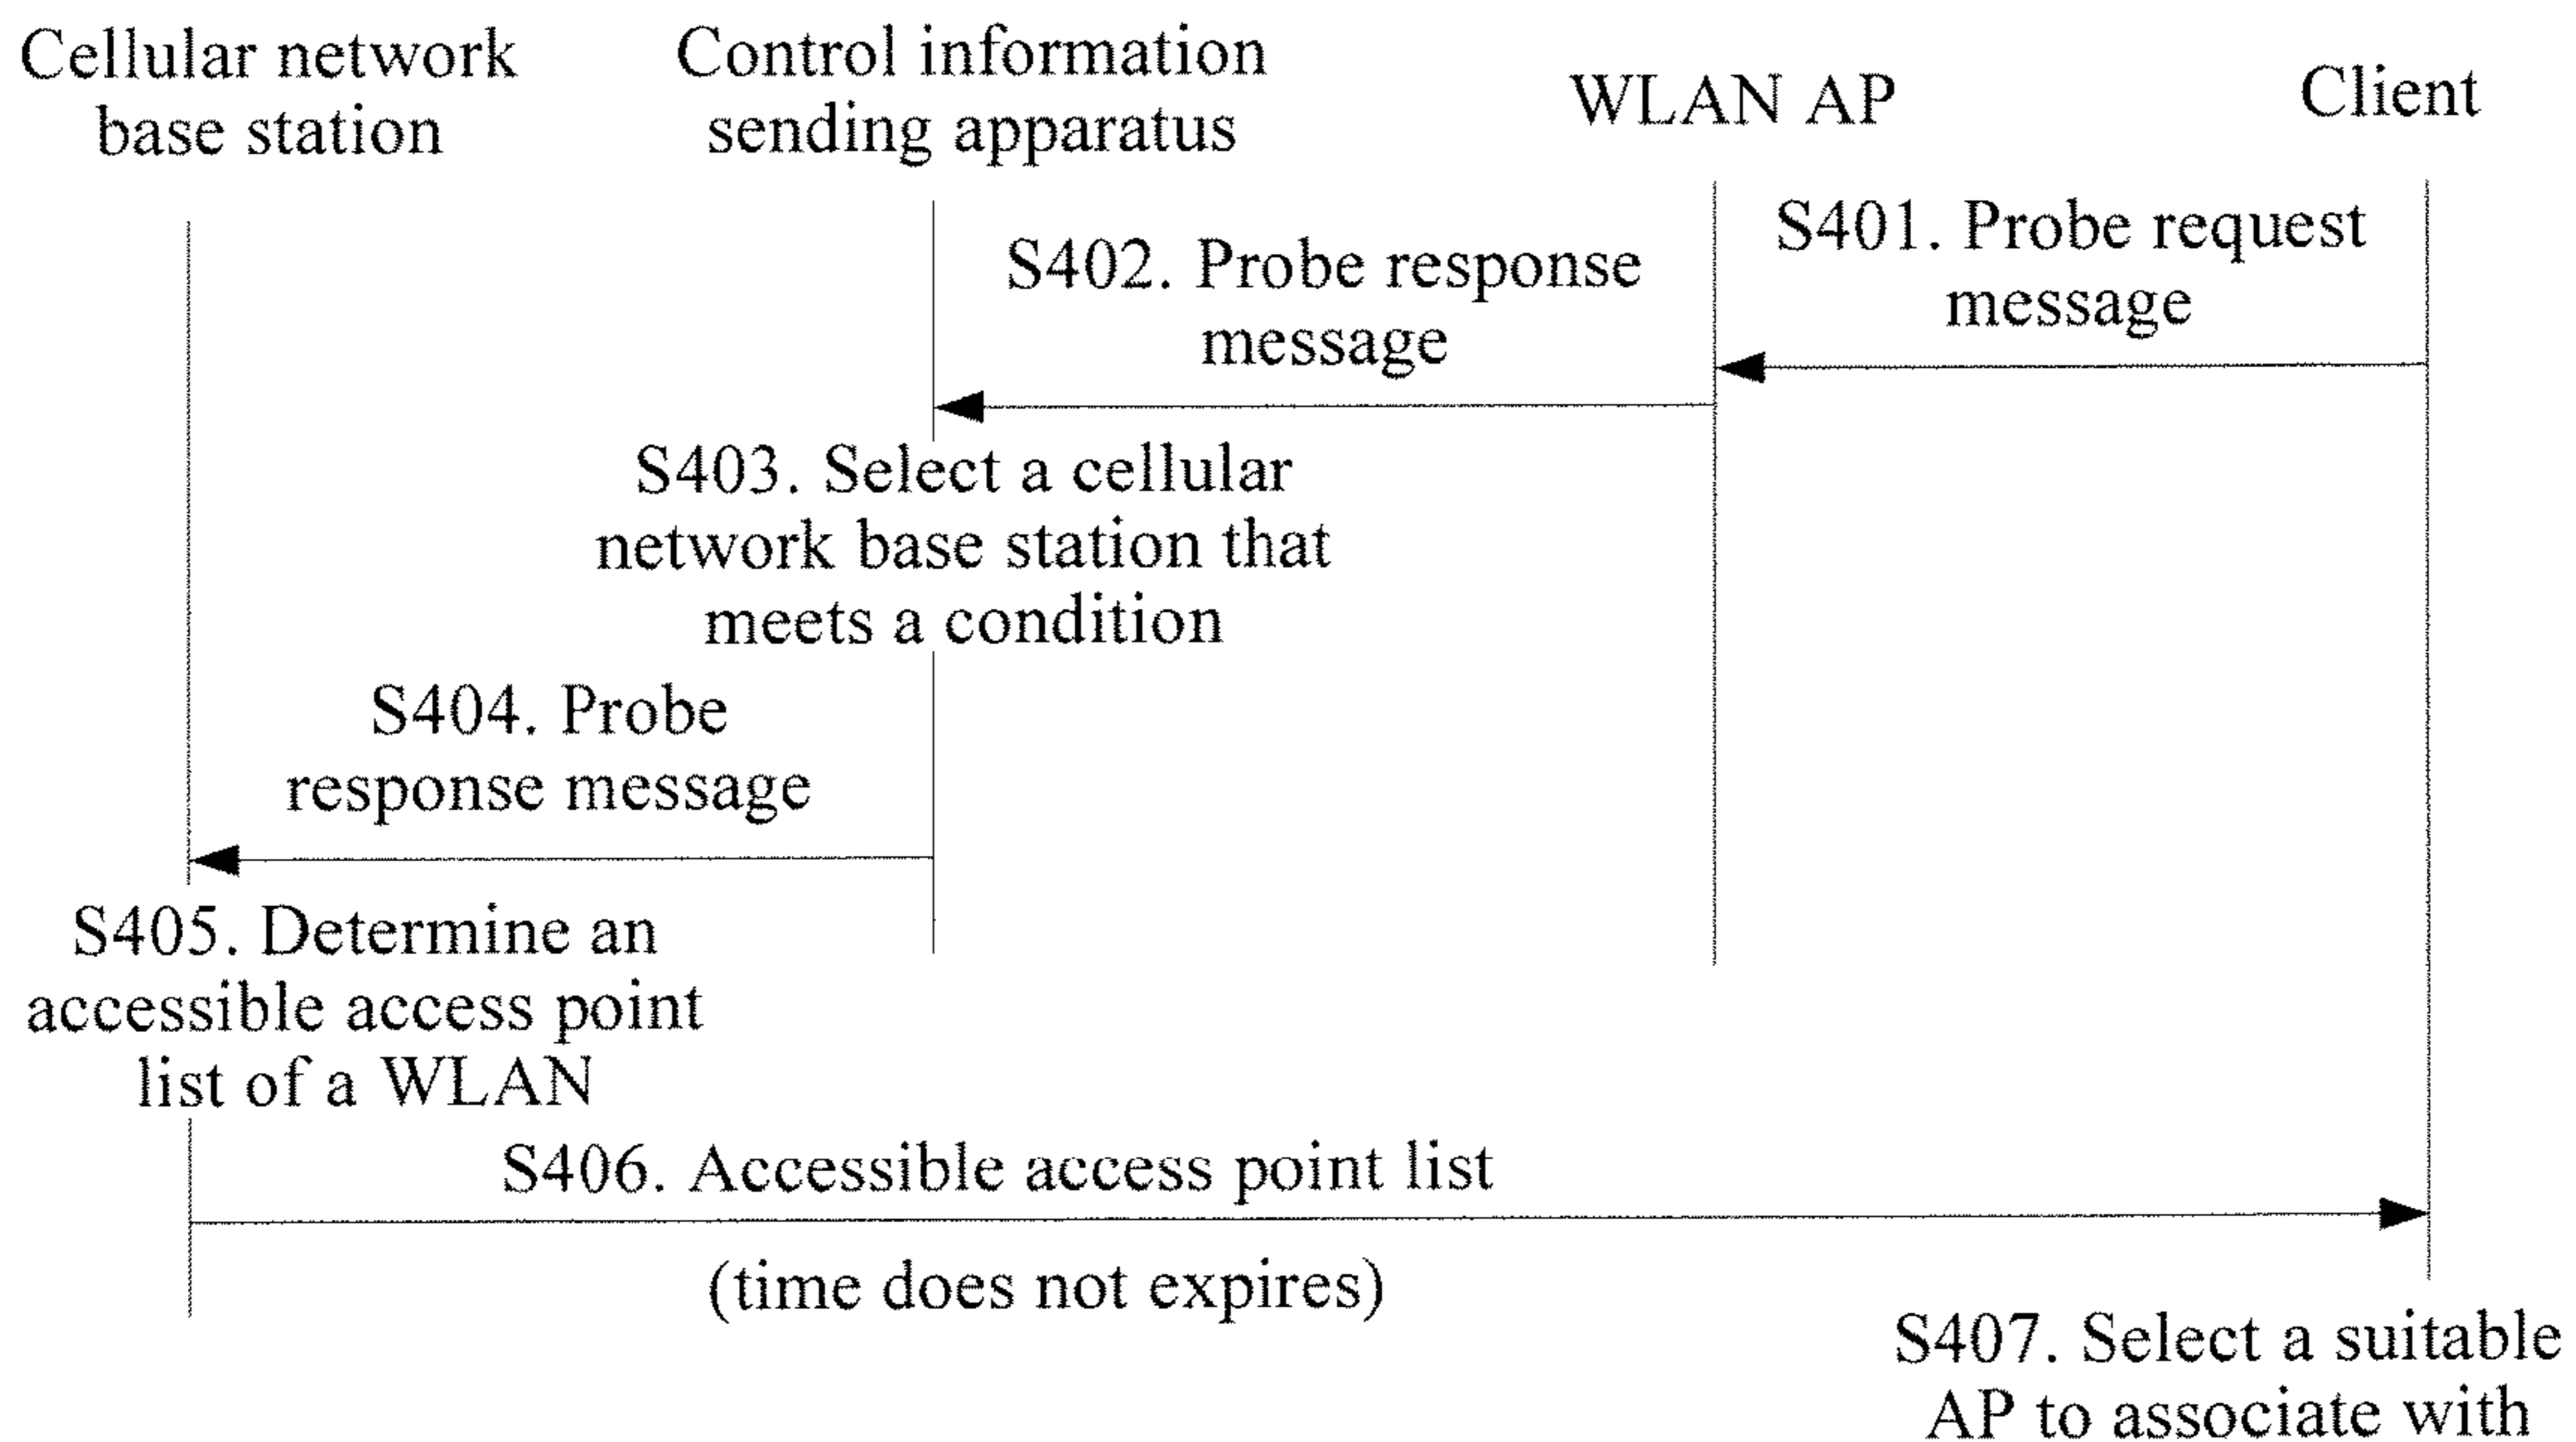 Cellular network
base station
Control information
sending apparatus
WLAN AP
Client
S401. Probe request
message
S402. Probe response
message
S403. Select a cellular
network base station that
meets a condition
S404. Probe
response message
S405. Determine an
accessible access point
list of a WLAN
S406. Accessible access point list
(time does not expires)
S407. Select a suitable
AP to associate with